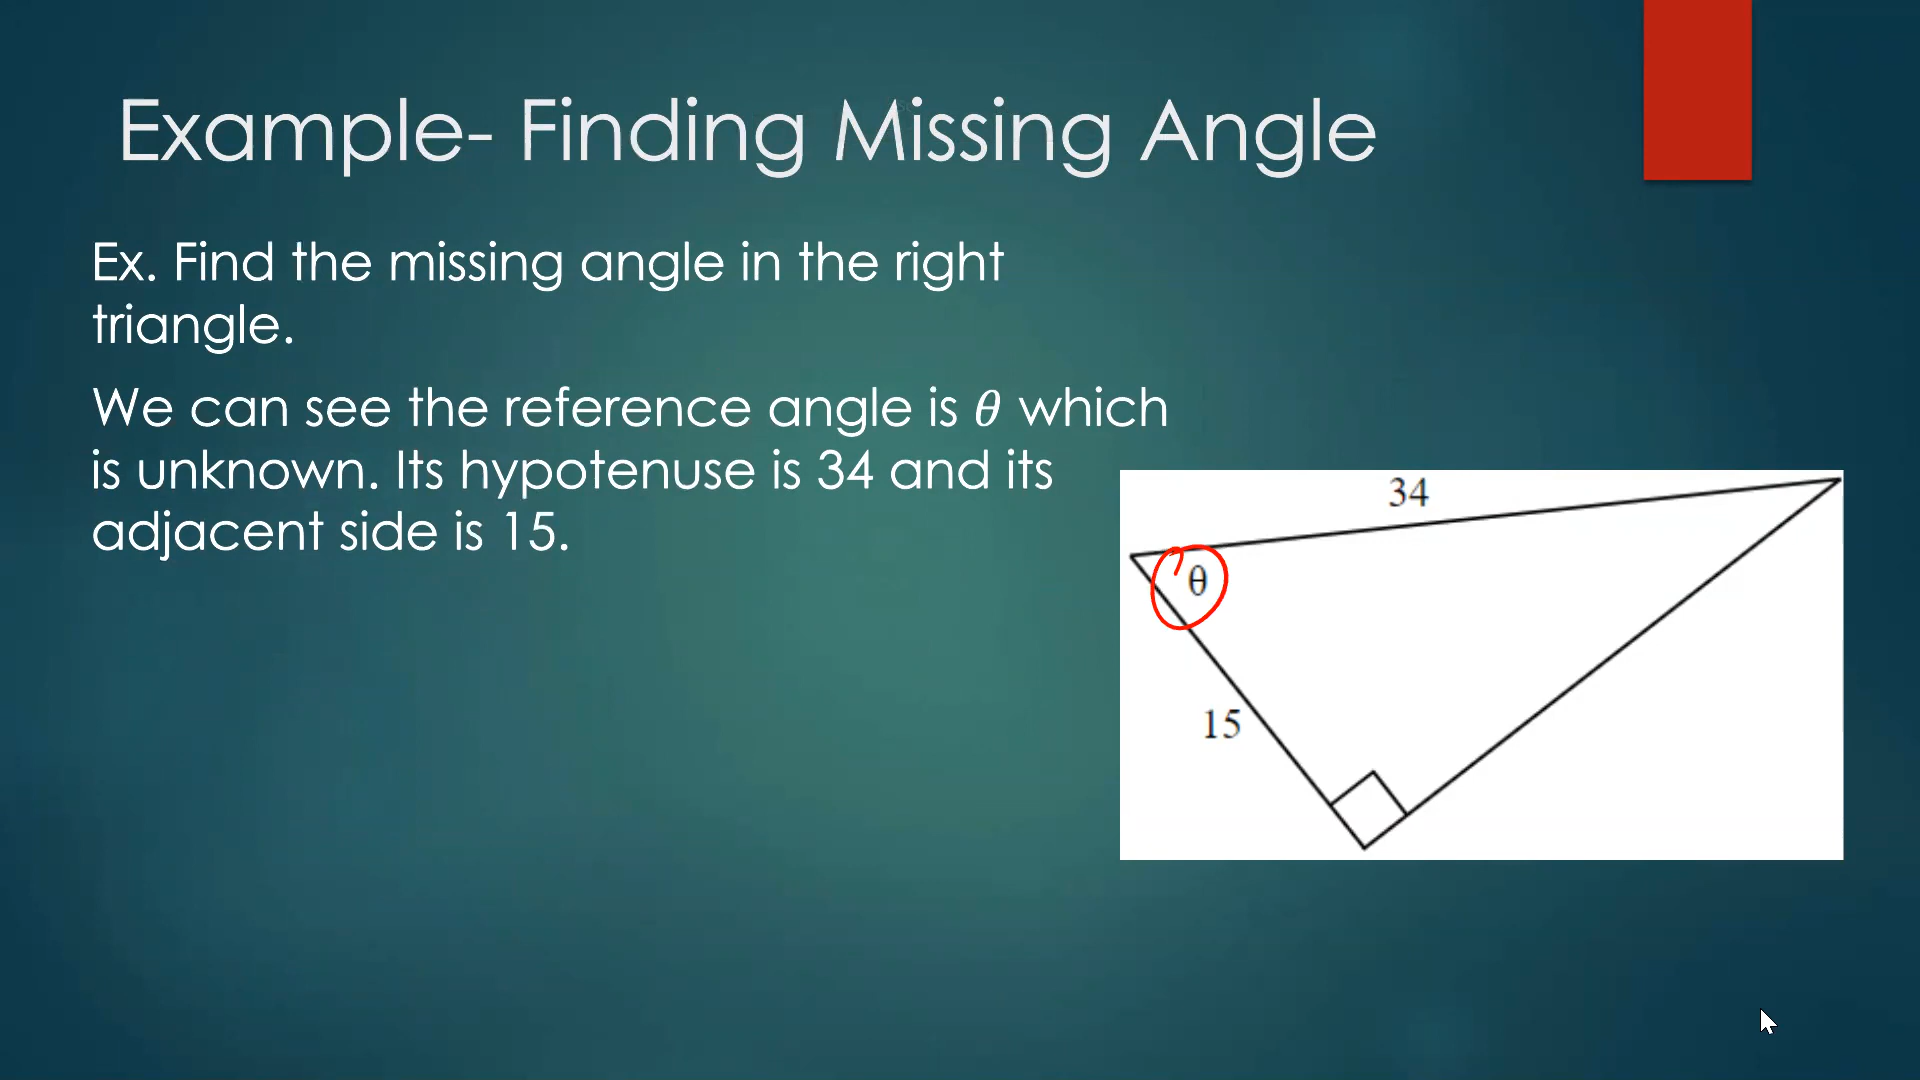 Example- Finding Missing Angle
Ex. Find the missing angle in the right
triangle.
We can see the reference angle is θ which
is unknown. Its hypotenuse is 34 and its
adjacent side is 15.
34
θ
15